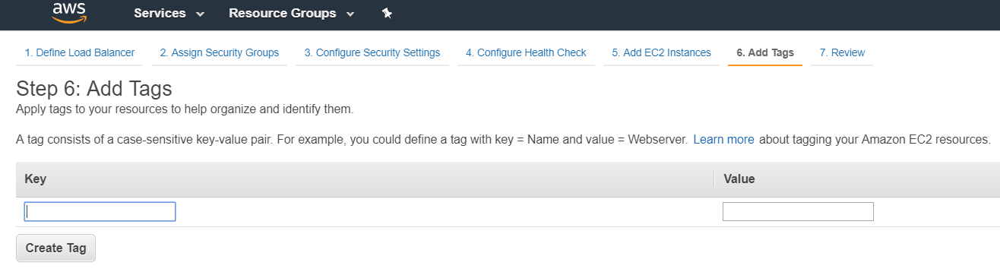 aws Services Resource Groups
1. Define Load Balancer 2. Assign Security Groups 3. Configure Security Settings 4. Configure Health Check 5. Add EC2 Instances 6. Add Tags 7. Review
Step 6: Add Tags
Apply tags to your resources to help organize and identify them.
A tag consists of a case-sensitive key-value pair. For example, you could define a tag with key = Name and value = Webserver. Learn more about tagging your Amazon EC2 resources.
Key Value
Create Tag